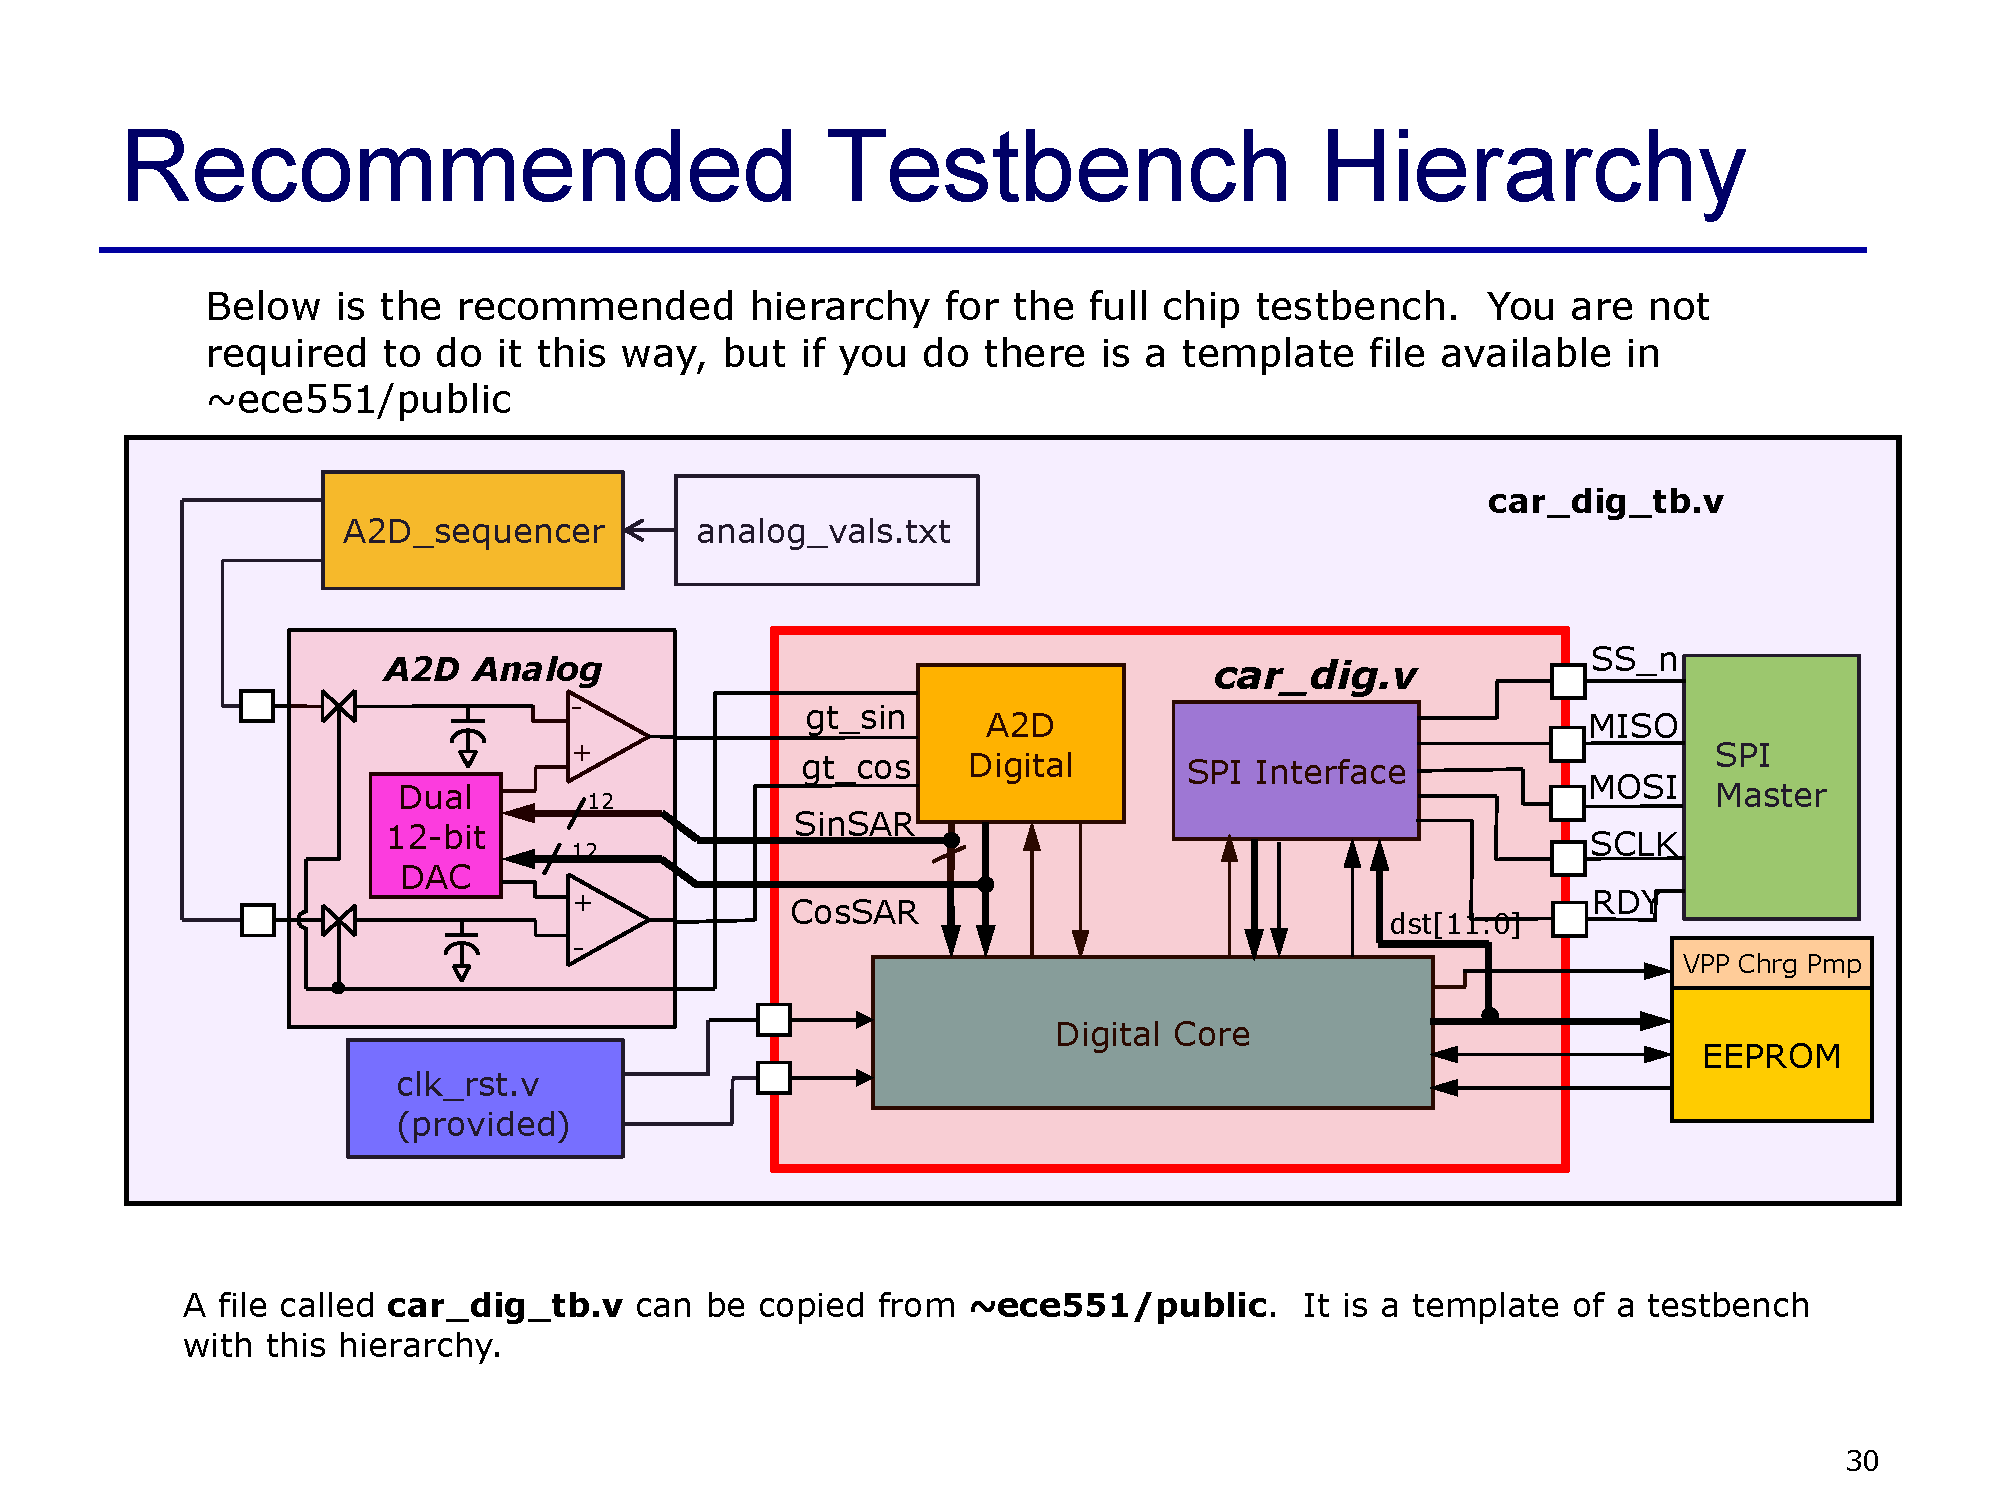 Recommended Testbench Hierarchy
Below is the recommended hierarchy for the full chip testbench.  You are not
required to do it this way, but if you do there is a template file available in
~ece551/public
car_dig_tb.v
A2D_sequencer
analog_vals.txt
A2D Analog
-
+
Dual
12-bit
DAC
12
12
+
-
gt_sin
gt_cos
SinSAR
CosSAR
A2D
Digital
car_dig.v
SPI Interface
dst[11:0]
SS_n
MISO
MOSI
SCLK
RDY
SPI
Master
VPP Chrg Pmp
EEPROM
Digital Core
clk_rst.v
(provided)
A file called car_dig_tb.v can be copied from ~ece551/public.  It is a template of a testbench
with this hierarchy.
30